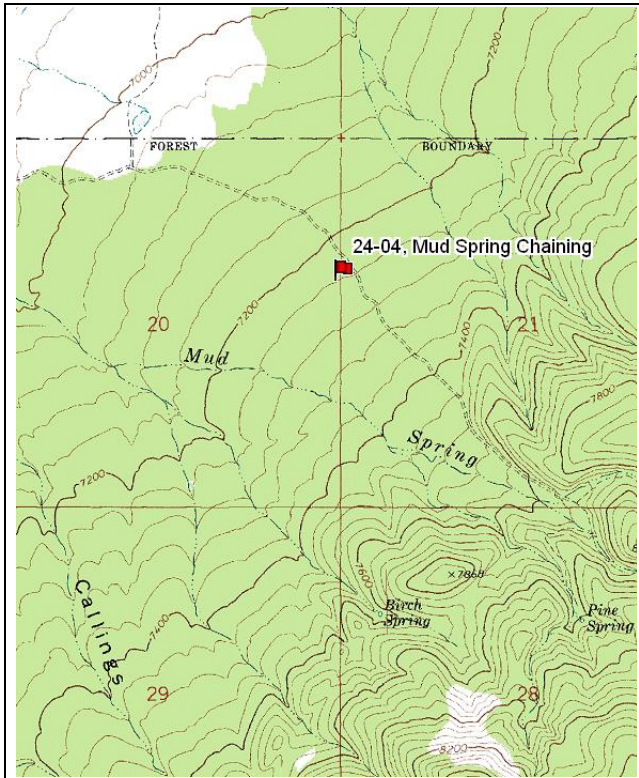 7000
7200
FOREST
BOUNDARY
24-04, Mud Spring Chaining
7200
20
21
7400
Mud
7800
Spring
7200
7600
×7868
Birch
Spring
Pine
Spring
Callings
7400
29
28
8200